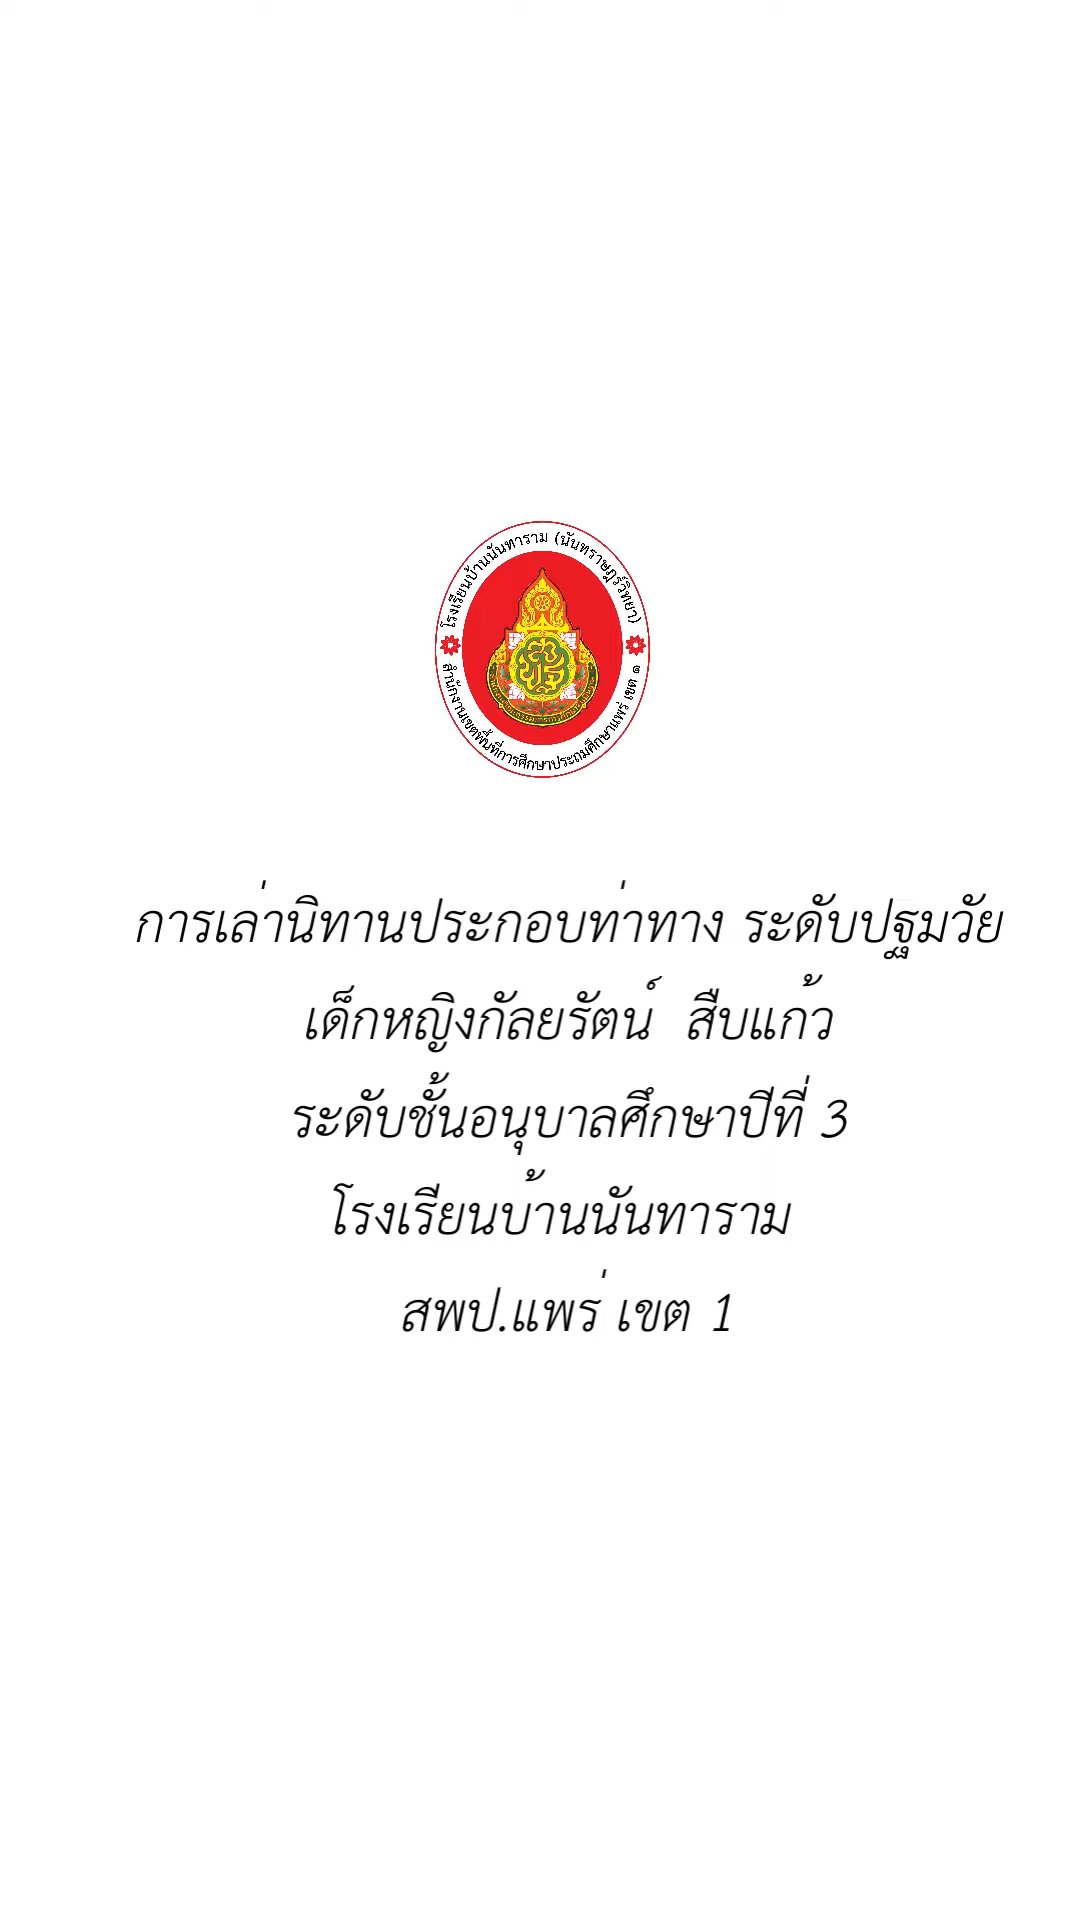 โรงเรียนบ้านนันทาราม (นันทราษฎร์วิทยา)
สำนักงานเขตพื้นที่การศึกษาประถมศึกษาแพร่ เขต ๑
การเล่านิทานประกอบท่าทาง ระดับปฐมวัย
เด็กหญิงกัลยรัตน์ สืบแก้ว
ระดับชั้นอนุบาลศึกษาปีที่ 3
โรงเรียนบ้านนันทาราม
สพป.แพร่ เขต 1